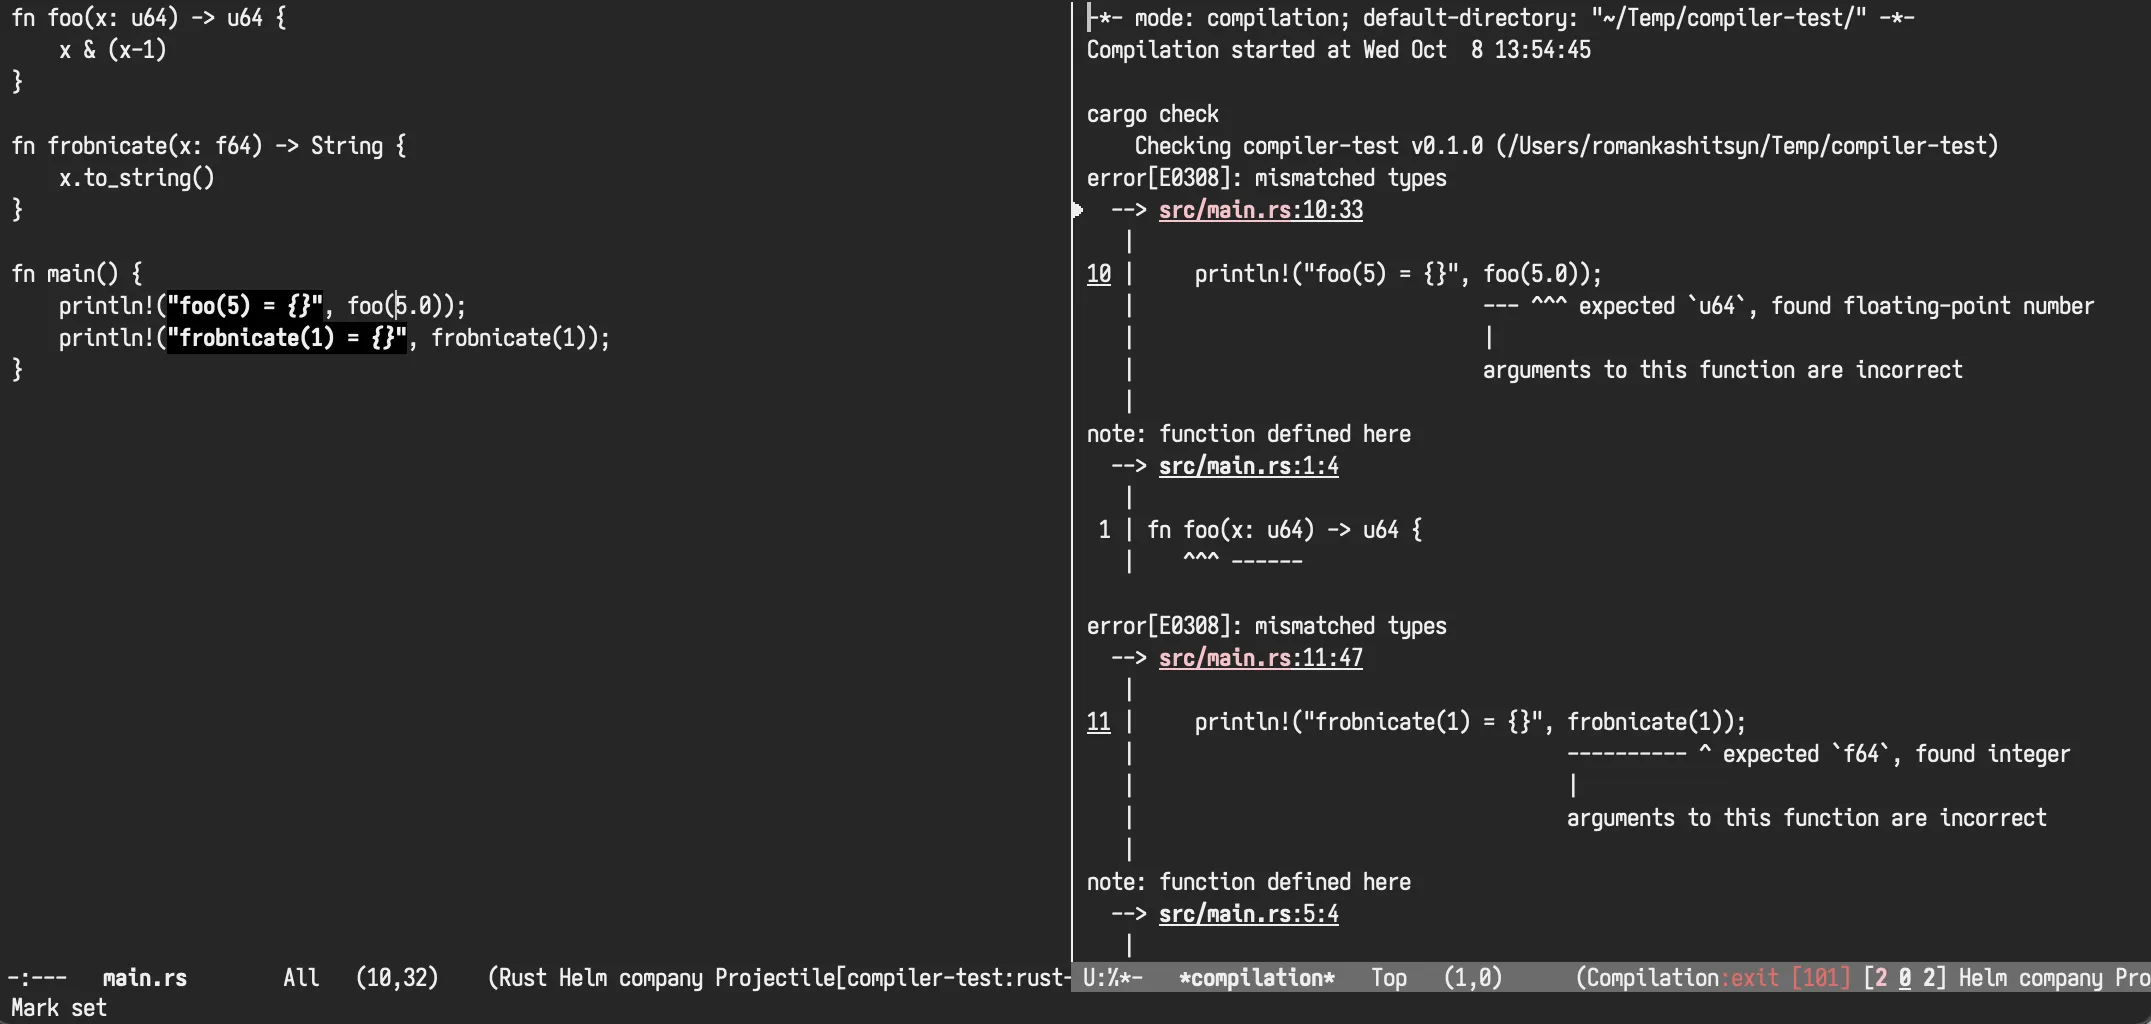 fn foo(x: u64) -> u64 {
    x & (x-1)
}

fn frobnicate(x: f64) -> String {
    x.to_string()
}

fn main() {
    println!("foo(5) = {}", foo(5.0));
    println!("frobnicate(1) = {}", frobnicate(1));
}
-:---   main.rs        All   (10,32)    (Rust Helm company Projectile[compiler-test:rust-
-*- mode: compilation; default-directory: "~/Temp/compiler-test/" -*-
Compilation started at Wed Oct  8 13:54:45

cargo check
    Checking compiler-test v0.1.0 (/Users/romankashitsyn/Temp/compiler-test)
error[E0308]: mismatched types
  --> src/main.rs:10:33
   |
10 |     println!("foo(5) = {}", foo(5.0));
   |                             --- ^^^ expected `u64`, found floating-point number
   |                             |
   |                             arguments to this function are incorrect
   |
note: function defined here
  --> src/main.rs:1:4
   |
 1 | fn foo(x: u64) -> u64 {
   |    ^^^ ------

error[E0308]: mismatched types
  --> src/main.rs:11:47
   |
11 |     println!("frobnicate(1) = {}", frobnicate(1));
   |                                    ---------- ^ expected `f64`, found integer
   |                                    |
   |                                    arguments to this function are incorrect
   |
note: function defined here
  --> src/main.rs:5:4
   |
U:%*-   *compilation*   Top   (1,0)      (Compilation:exit [101] [2 0 2] Helm company Pro
Mark set